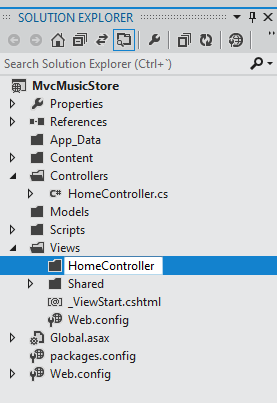 SOLUTION EXPLORER
Search Solution Explorer (Ctrl+`)
MvcMusicStore
Properties
References
App_Data
Content
Controllers
C# HomeController.cs
Models
Scripts
Views
HomeController
Shared
[@] _ViewStart.cshtml
Web.config
Global.asax
packages.config
Web.config